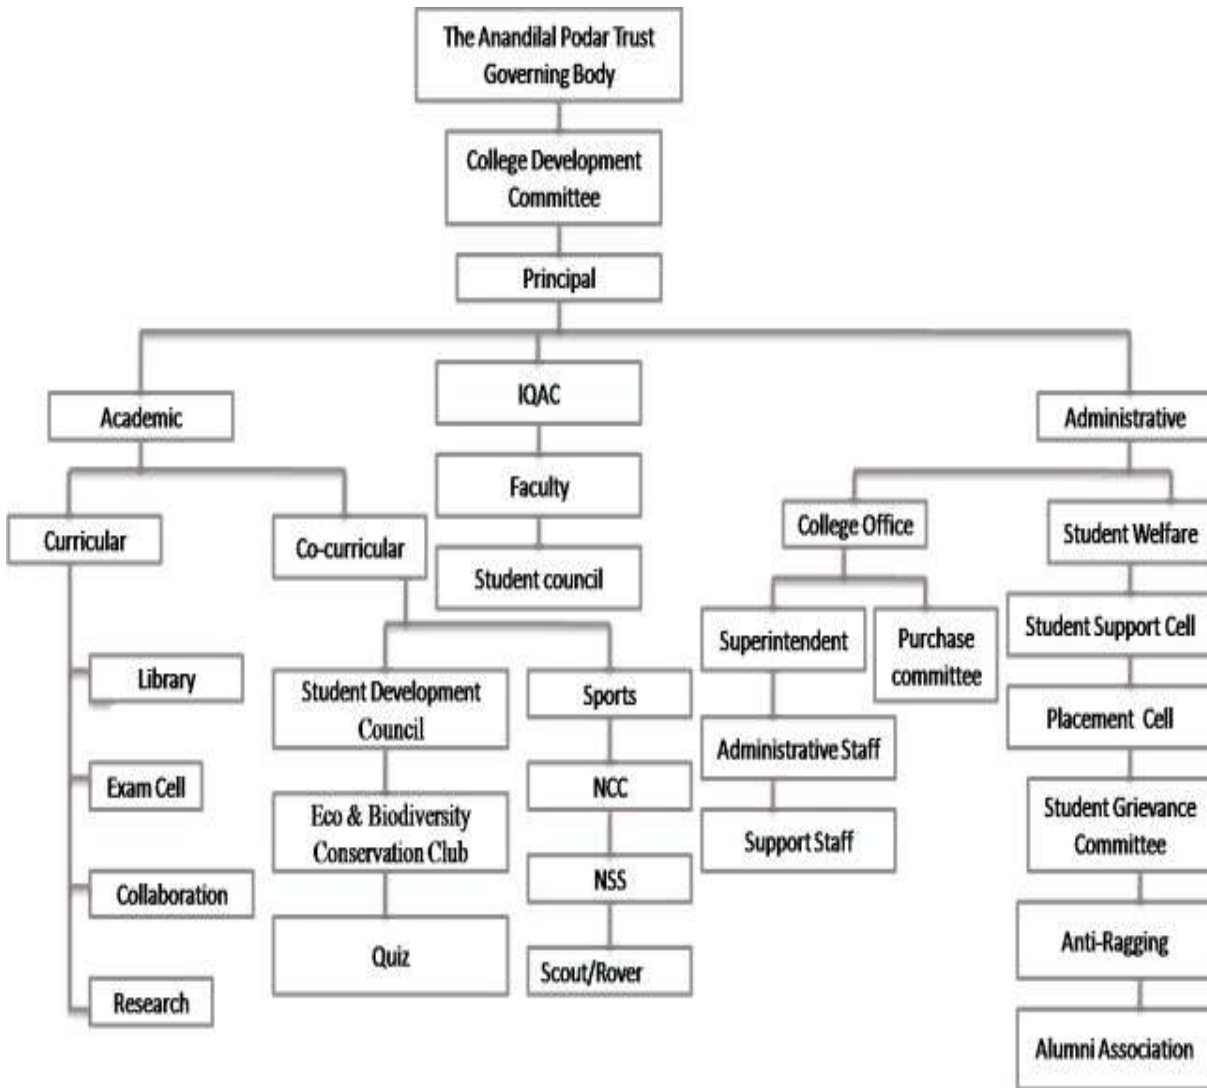 The Anandilal Podar Trust
Governing Body
College Development
Committee
Principal
IQAC
Academic
Administrative
Faculty
College Office
Student Welfare
Curricular
Co-curricular
Student council
Student Support Cell
Superintendent
Purchase
committee
Library
Student Development
Council
Sports
Placement Cell
Administrative Staff
Exam Cell
NCC
Eco & Biodiversity
Conservation Club
Student Grievance
Committee
Support Staff
Collaboration
NSS
Anti-Ragging
Quiz
Scout/Rover
Research
Alumni Association